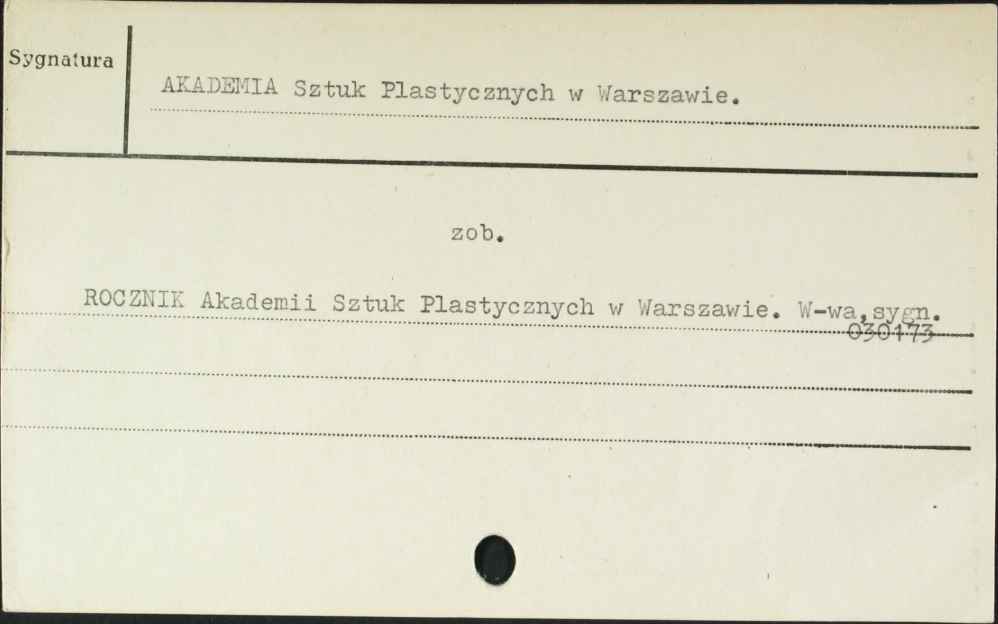 Sygnatura
AKADEMIA Sztuk Plastycznych w Warszawie.
zob.
ROCZNIK Akademii Sztuk Plastycznych w Warszawie. W-wa,sygn.
030173